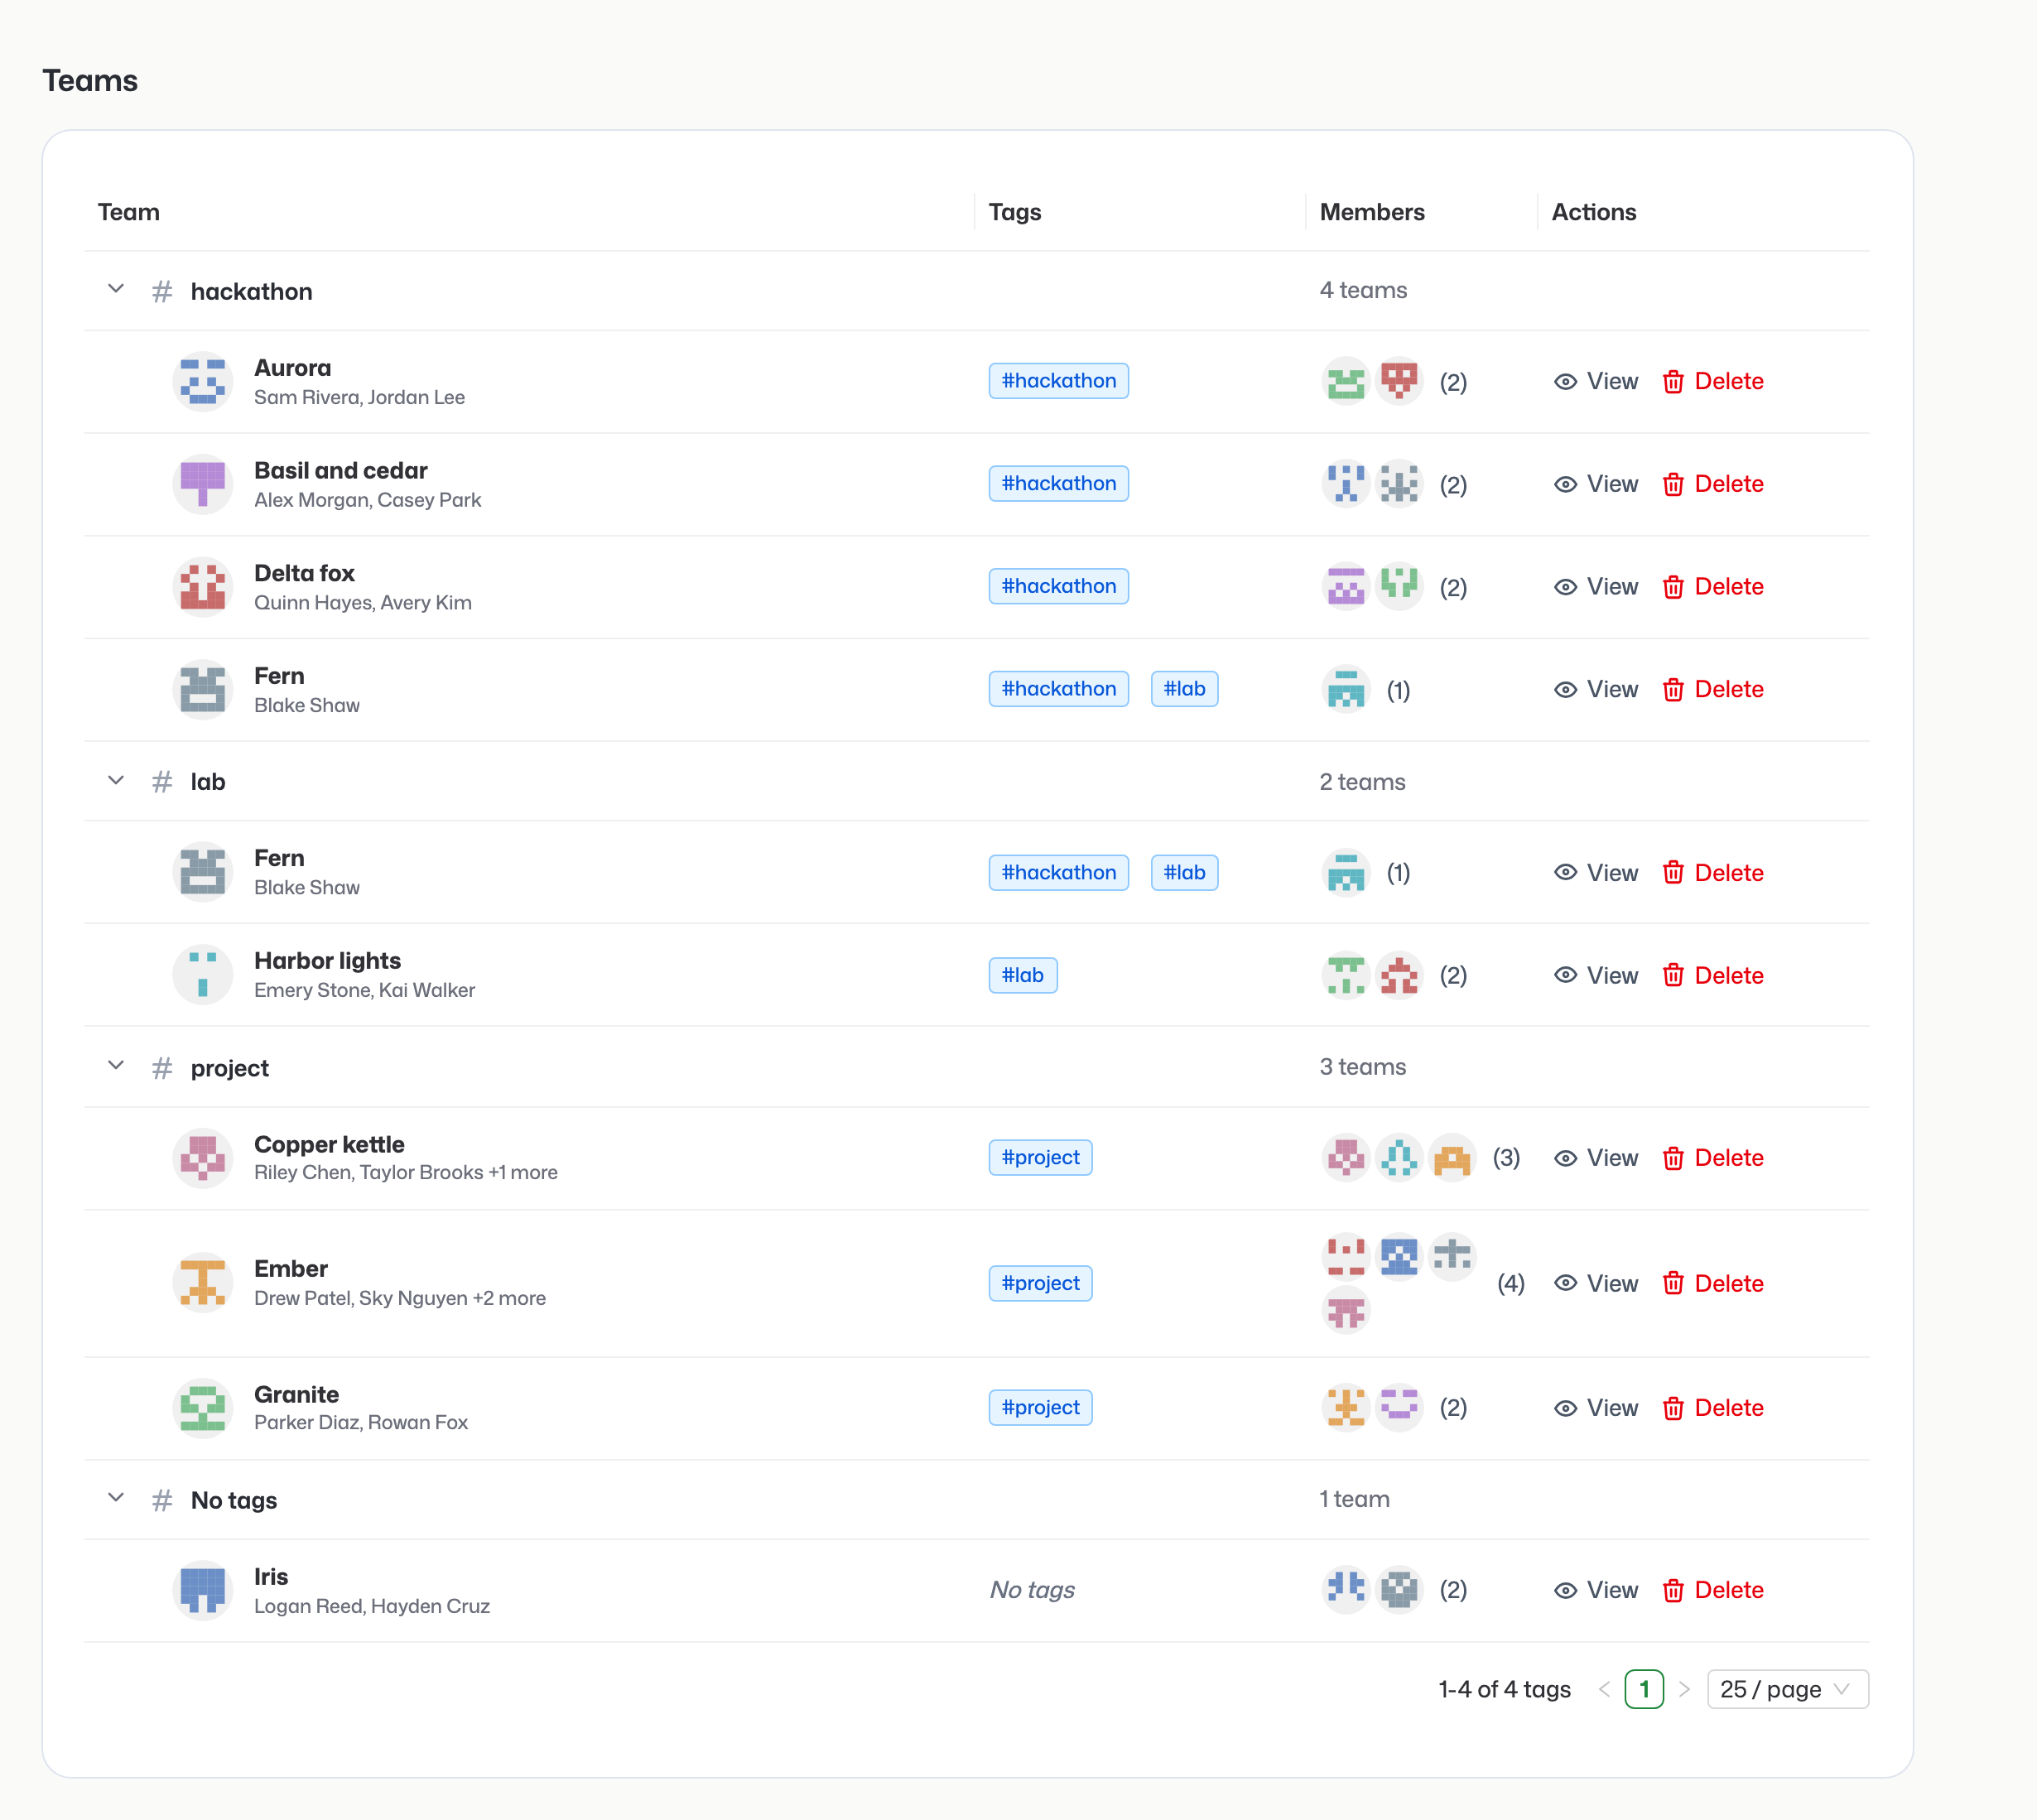 Teams
Team Tags Members Actions
# hackathon 4 teams
Aurora
Sam Rivera, Jordan Lee
#hackathon (2) View Delete
Basil and cedar
Alex Morgan, Casey Park
#hackathon (2) View Delete
Delta fox
Quinn Hayes, Avery Kim
#hackathon (2) View Delete
Fern
Blake Shaw
#hackathon #lab (1) View Delete
# lab 2 teams
Fern
Blake Shaw
#hackathon #lab (1) View Delete
Harbor lights
Emery Stone, Kai Walker
#lab (2) View Delete
# project 3 teams
Copper kettle
Riley Chen, Taylor Brooks +1 more
#project (3) View Delete
Ember
Drew Patel, Sky Nguyen +2 more
#project (4) View Delete
Granite
Parker Diaz, Rowan Fox
#project (2) View Delete
# No tags 1 team
Iris
Logan Reed, Hayden Cruz
No tags (2) View Delete
1-4 of 4 tags < 1 > 25 / page